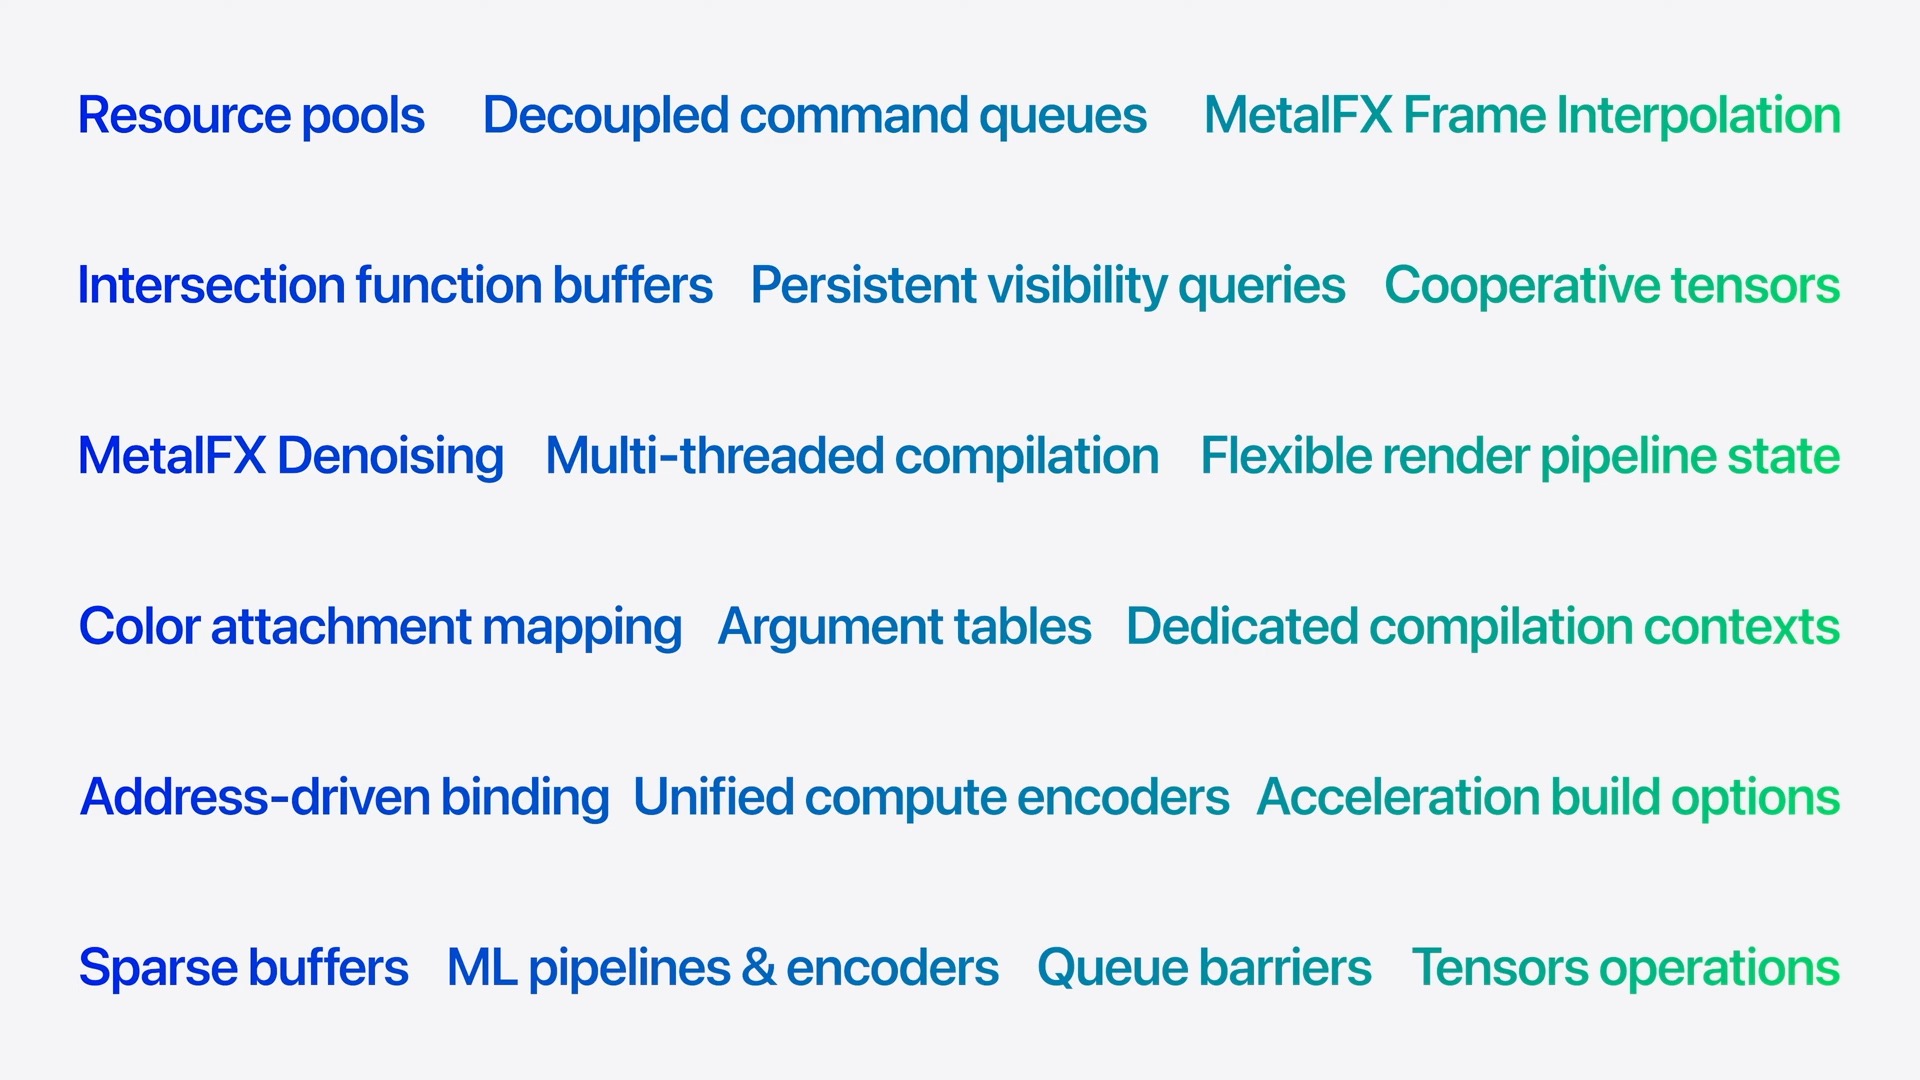 Resource pools Decoupled command queues MetalFX Frame Interpolation
Intersection function buffers Persistent visibility queries Cooperative tensors
MetalFX Denoising Multi-threaded compilation Flexible render pipeline state
Color attachment mapping Argument tables Dedicated compilation contexts
Address-driven binding Unified compute encoders Acceleration build options
Sparse buffers ML pipelines & encoders Queue barriers Tensors operations